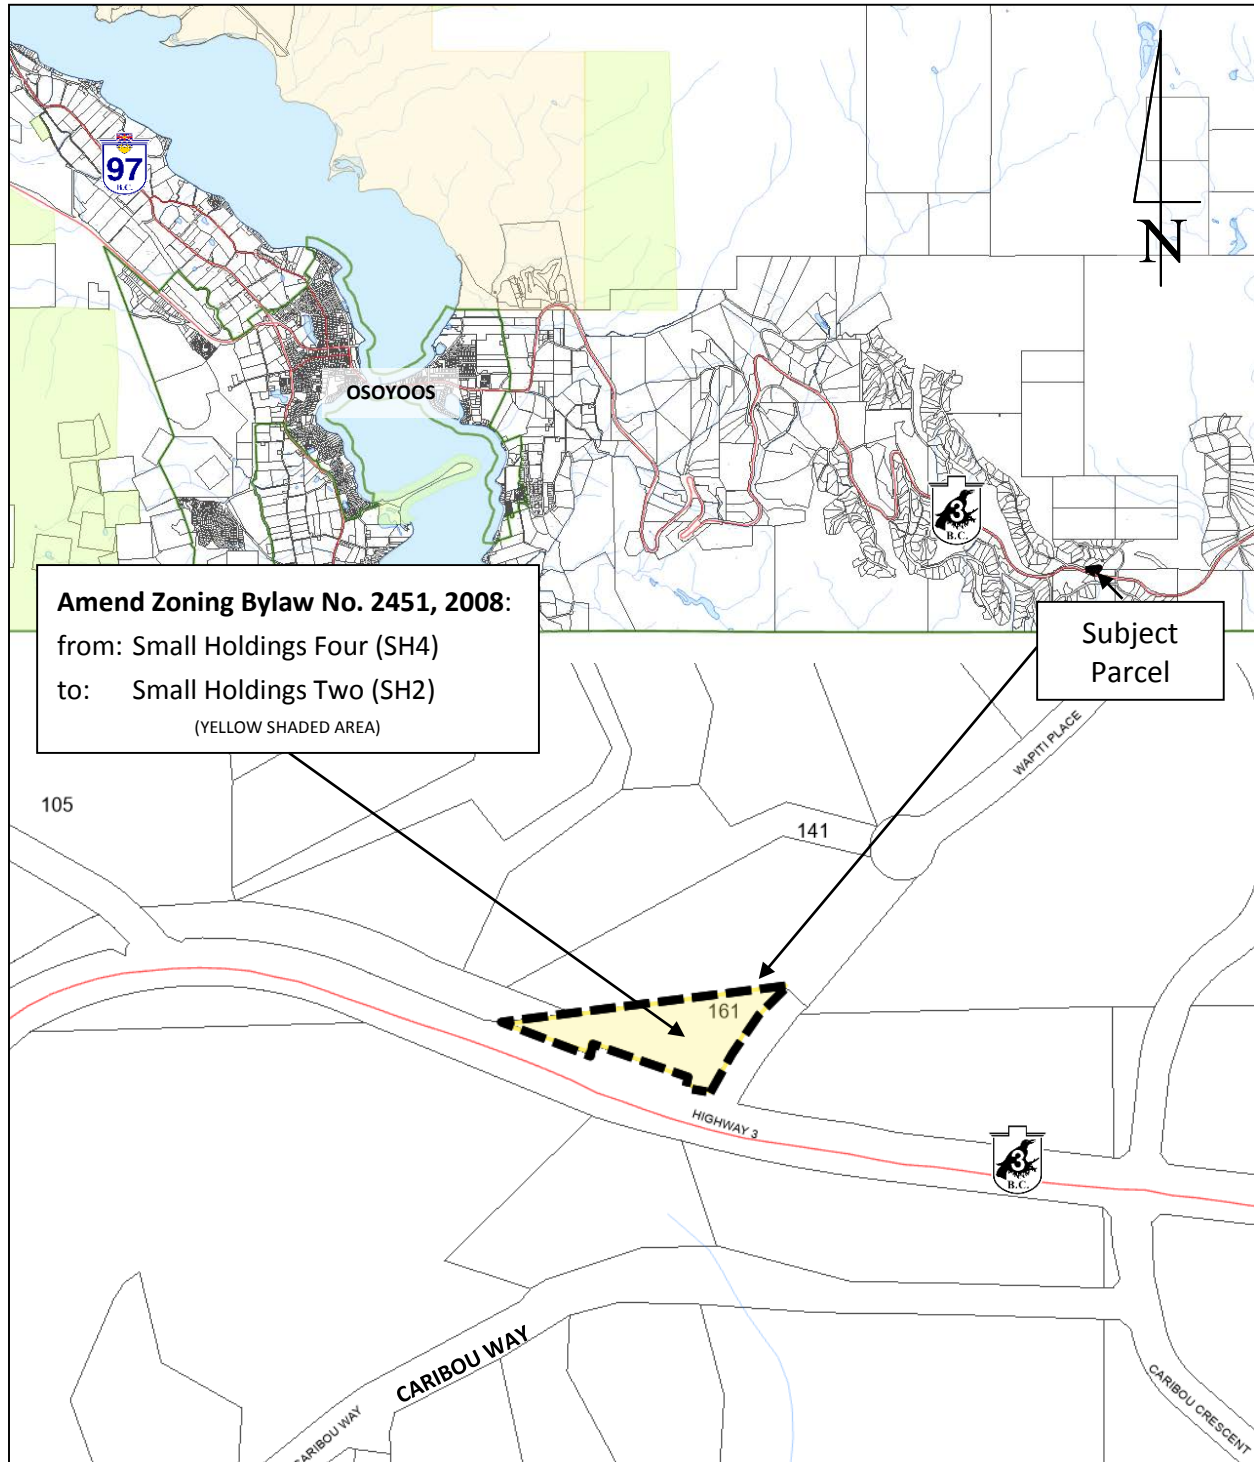 97
B.C.
N
OSOYOOS
3
B.C.
Amend Zoning Bylaw No. 2451, 2008:
from: Small Holdings Four (SH4)
to: Small Holdings Two (SH2)
(YELLOW SHADED AREA)
Subject
Parcel
WAPITI PLACE
105
141
161
HIGHWAY 3
3
B.C.
CARIBOU WAY
CARIBOU WAY
CARIBOU CRESCENT